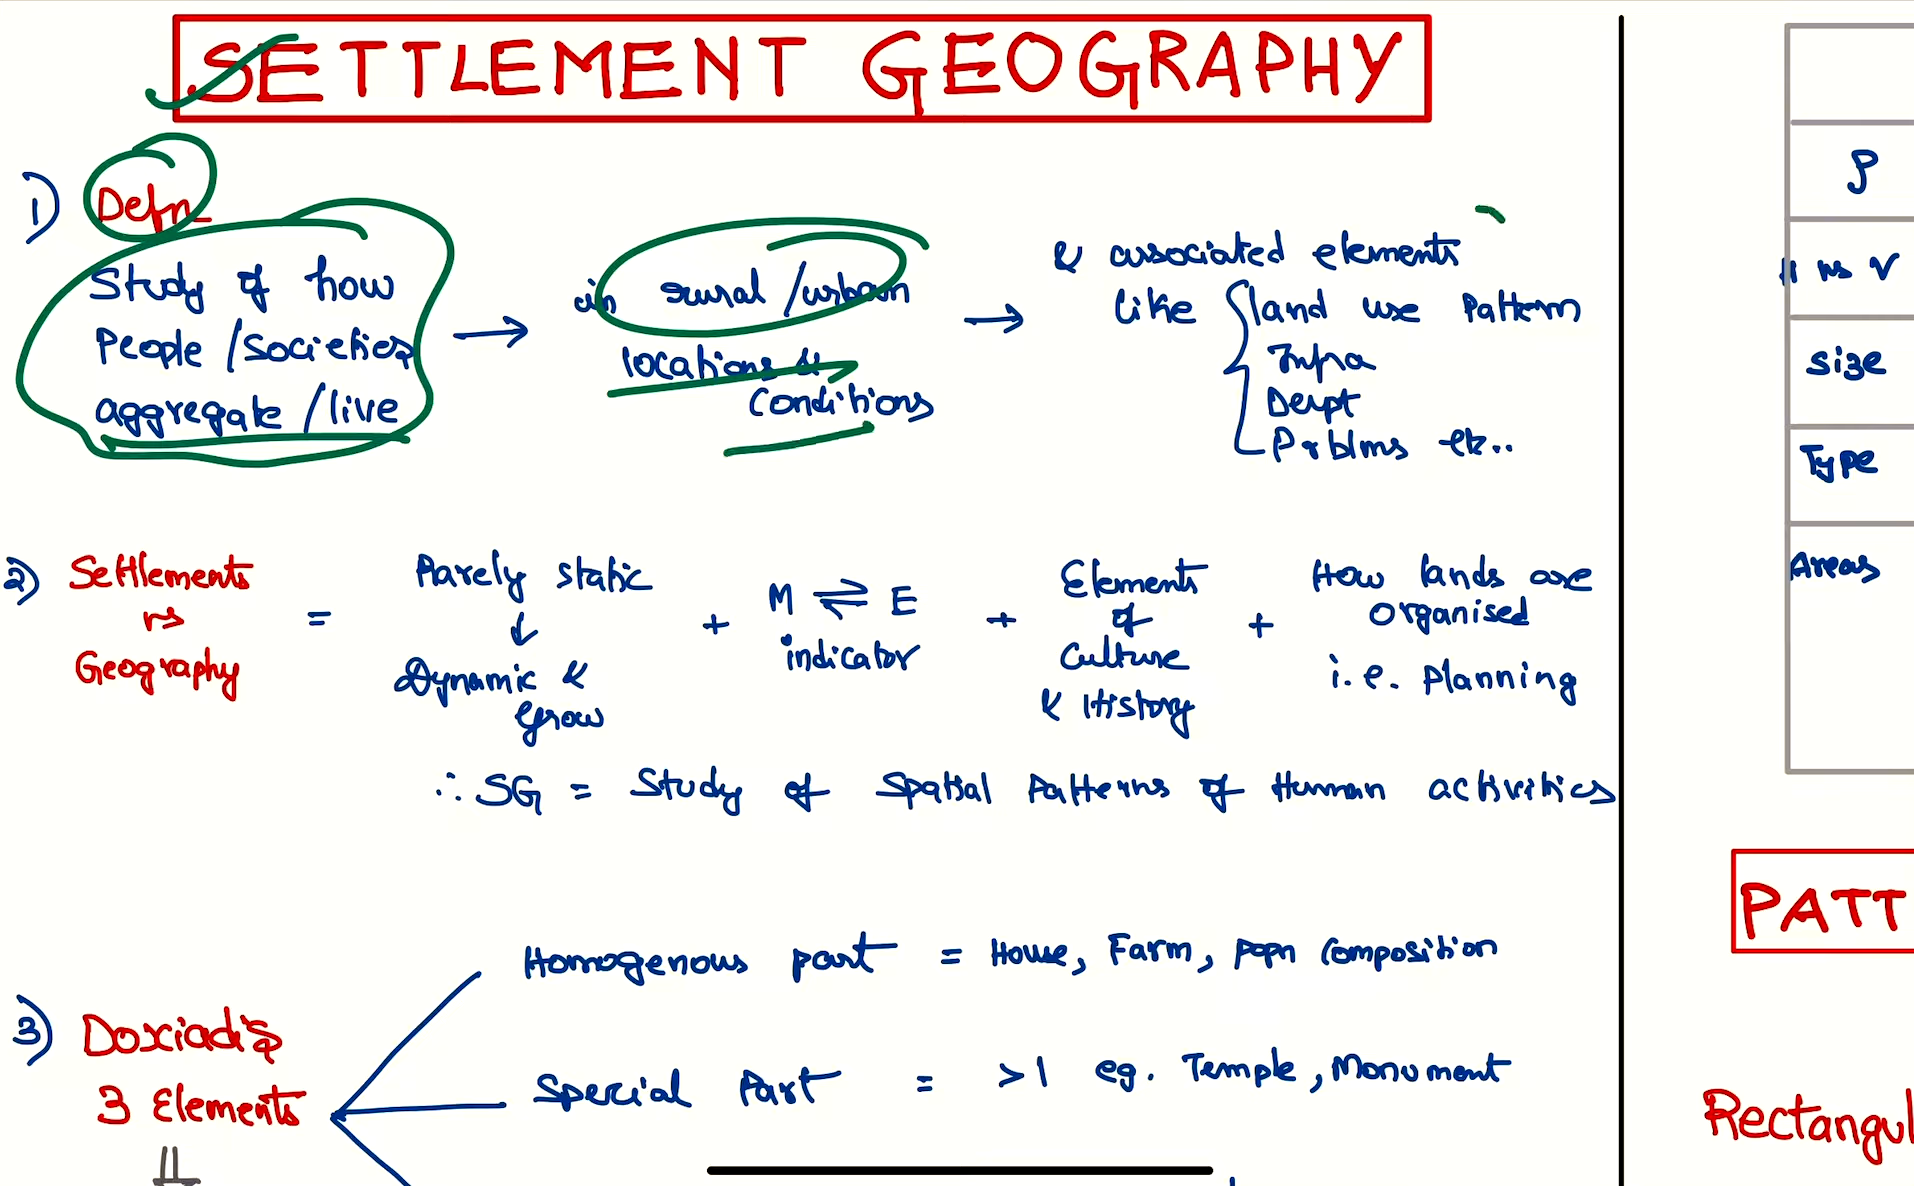 SETTLEMENT GEOGRAPHY
1) Defn
Study of how
People / societies
aggregate / live
→ in rural / urban
locations &
Conditions
→ & associated elements
like { land use Pattern
Infra
Devpt
Prblms etc..
2) Settlements
vs
Geography
=
Rarely static
↓
Dynamic &
Grow
+
M ⇌ E
indicator
+
Elements
of
Culture
& History
+
How lands are
organised
i.e. Planning
∴ SG = Study of Spatial Patterns of Human activities
3) Doxiadi's
3 Elements
Homogenous part = House, Farm, popn Composition
Special Part = >1 eg. Temple, Monument
ρ
H vs V
Size
Type
Areas
PATT
Rectangul